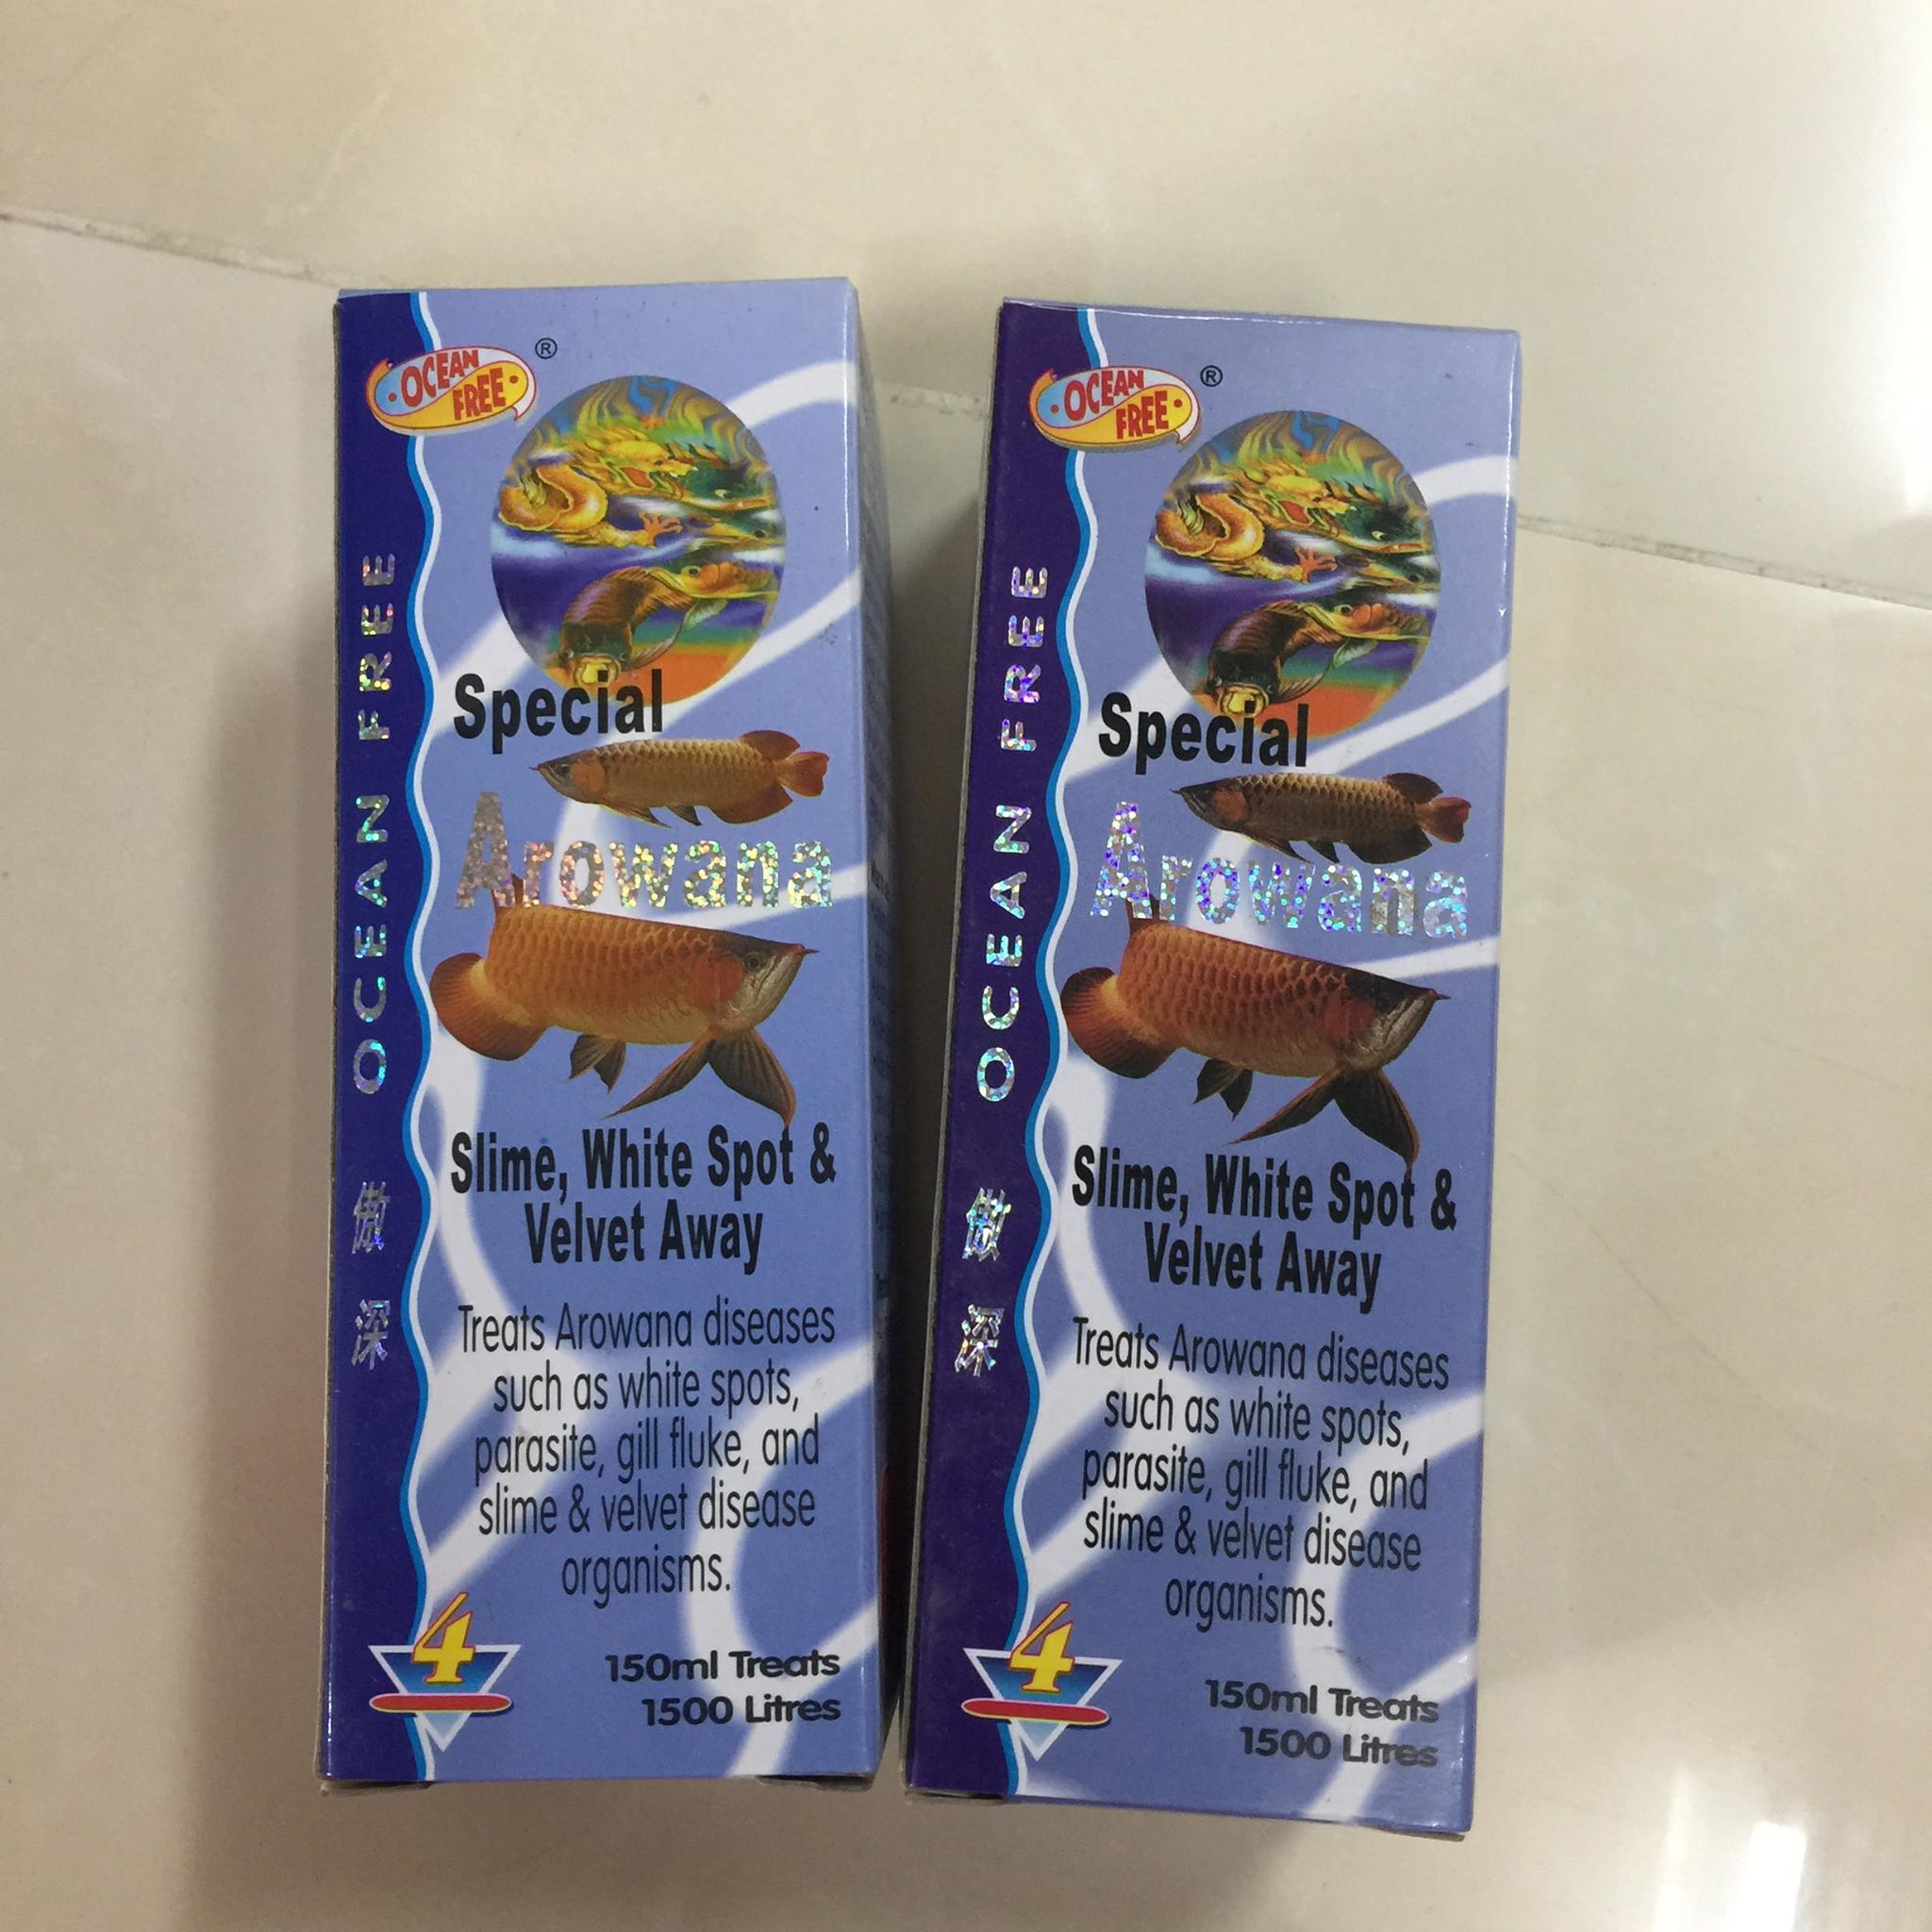 OCEAN
FREE
®
傲深 OCEAN FREE
Special
Arowana
Slime, White Spot &
Velvet Away
Treats Arowana diseases
such as white spots,
parasite, gill fluke, and
slime & velvet disease
organisms.
4
150ml Treats
1500 Litres
OCEAN
FREE
®
傲深 OCEAN FREE
Special
Arowana
Slime, White Spot &
Velvet Away
Treats Arowana diseases
such as white spots,
parasite, gill fluke, and
slime & velvet disease
organisms.
4
150ml Treats
1500 Litres